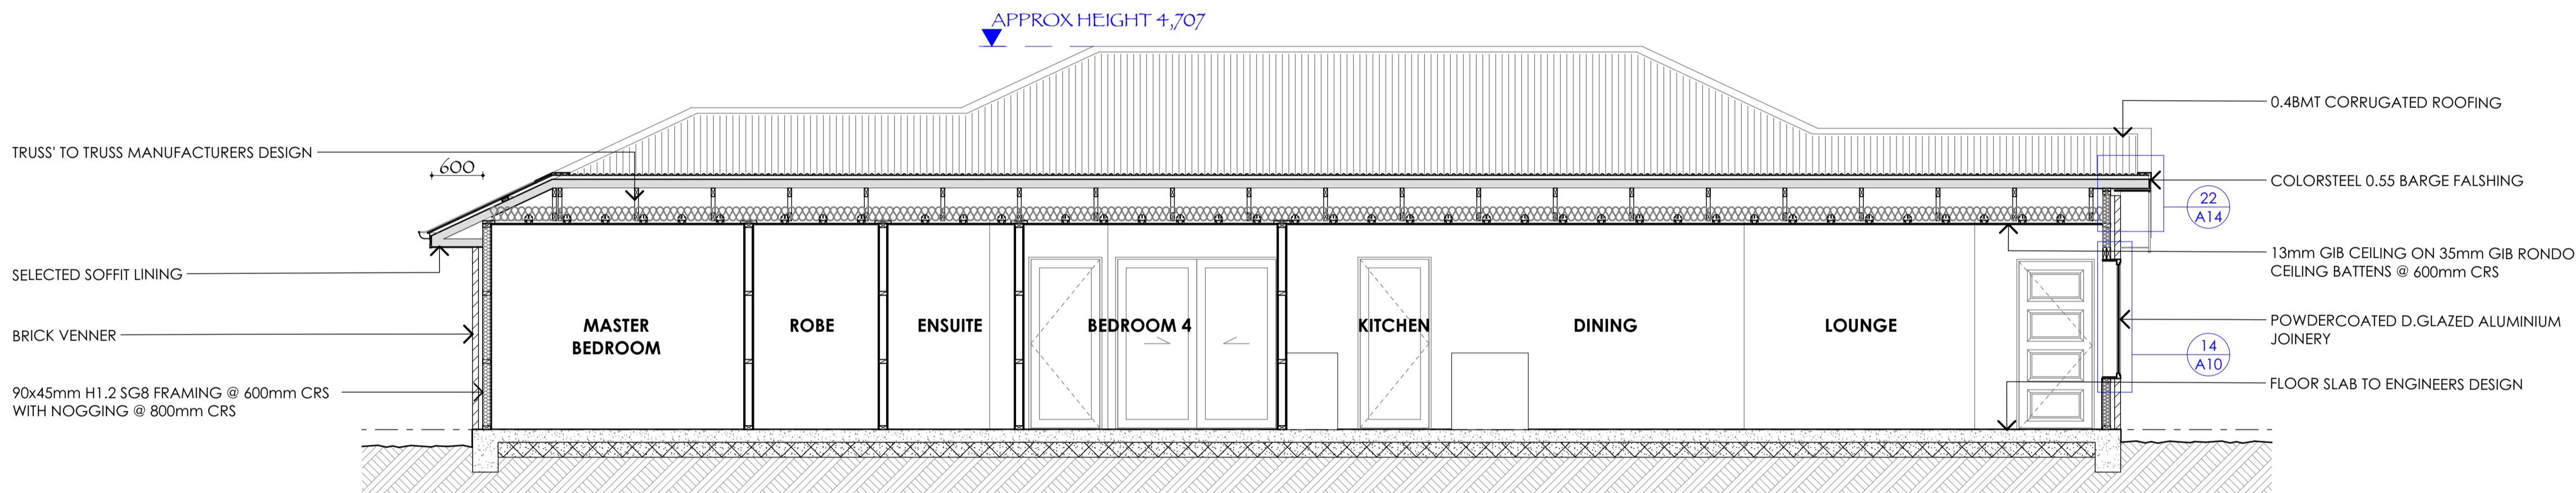 APPROX HEIGHT 4,707
TRUSS' TO TRUSS MANUFACTURERS DESIGN
600
SELECTED SOFFIT LINING
BRICK VENNER
90x45mm H1.2 SG8 FRAMING @ 600mm CRS
WITH NOGGING @ 800mm CRS
MASTER
BEDROOM
ROBE
ENSUITE
BEDROOM 4
KITCHEN
DINING
LOUNGE
0.4BMT CORRUGATED ROOFING
COLORSTEEL 0.55 BARGE FALSHING
22
A14
13mm GIB CEILING ON 35mm GIB RONDO
CEILING BATTENS @ 600mm CRS
POWDERCOATED D.GLAZED ALUMINIUM
JOINERY
14
A10
FLOOR SLAB TO ENGINEERS DESIGN